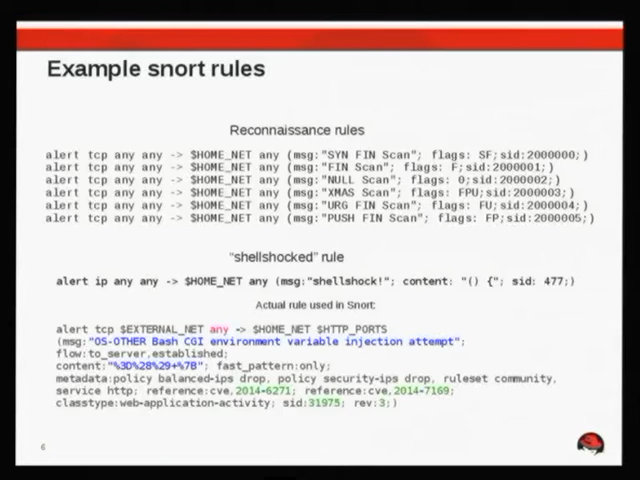 Example snort rules
Reconnaissance rules
alert tcp any any -> $HOME_NET any (msg:"SYN FIN Scan"; flags: SF;sid:2000000;)
alert tcp any any -> $HOME_NET any (msg:"FIN Scan"; flags: F;sid:2000001;)
alert tcp any any -> $HOME_NET any (msg:"NULL Scan"; flags: 0;sid:2000002;)
alert tcp any any -> $HOME_NET any (msg:"XMAS Scan"; flags: FPU;sid:2000003;)
alert tcp any any -> $HOME_NET any (msg:"URG FIN Scan"; flags: FU;sid:2000004;)
alert tcp any any -> $HOME_NET any (msg:"PUSH FIN Scan"; flags: FP;sid:2000005;)
"shellshocked" rule
alert ip any any -> $HOME_NET any (msg:"shellshock!"; content: "() {"; sid: 477;)
Actual rule used in Snort:
alert tcp $EXTERNAL_NET any -> $HOME_NET $HTTP_PORTS
(msg:"OS-OTHER Bash CGI environment variable injection attempt";
flow:to_server.established;
content:"%3D%28%29+%7B"; fast_pattern:only;
metadata:policy balanced-ips drop, policy security-ips drop, ruleset community,
service http; reference:cve,2014-6271; reference:cve,2014-7169;
classtype:web-application-activity; sid:31975; rev:3;)
6